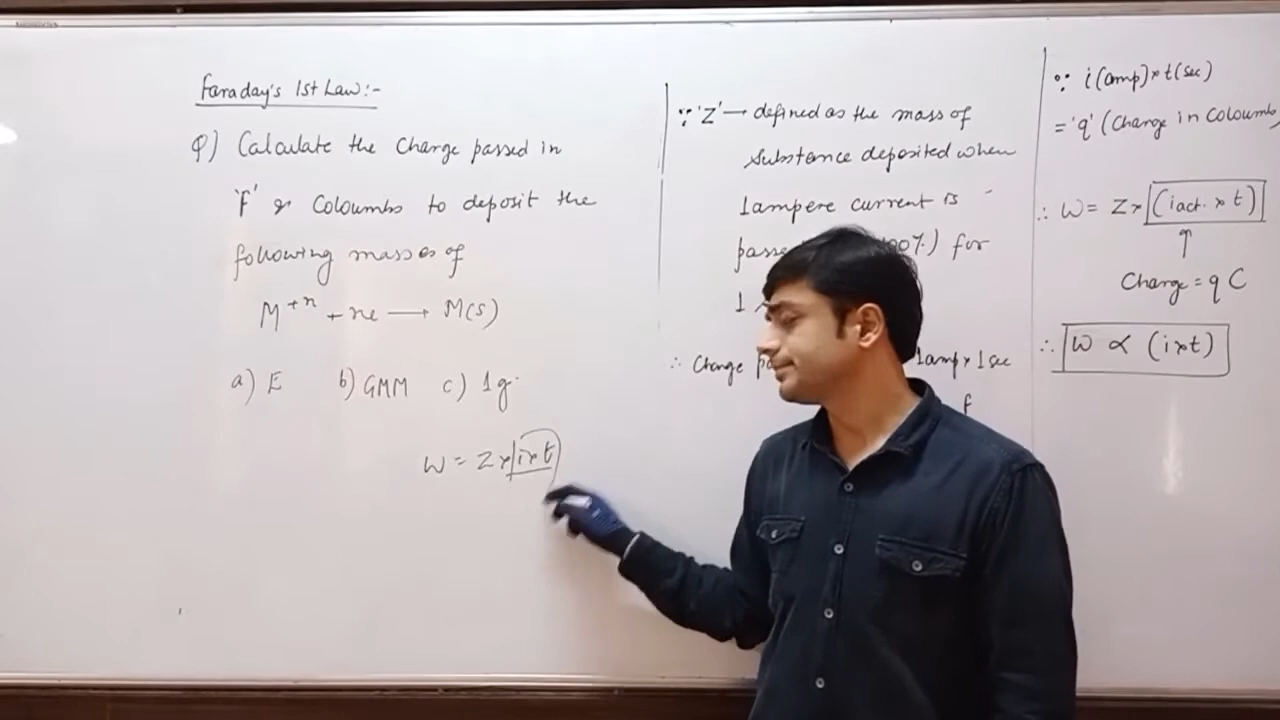 Faraday's 1st Law:-
Q) Calculate the Charge passed in
'F' & Coloumbs to deposit the
following masses of
M⁺ⁿ + ne ⟶ M(s)
a) E b) GMM c) 1g.
W = Z × i×t
∵ 'Z' → defined as the mass of
Substance deposited when
1ampere current is
for
1
∴ Charge 1amp × 1sec
∵ i(amp)×t(sec)
= 'q' (Charge in Coloumbs
∴ W = Z × (iact. × t)
↑
Charge = q C
∴ W ∝ (i×t)